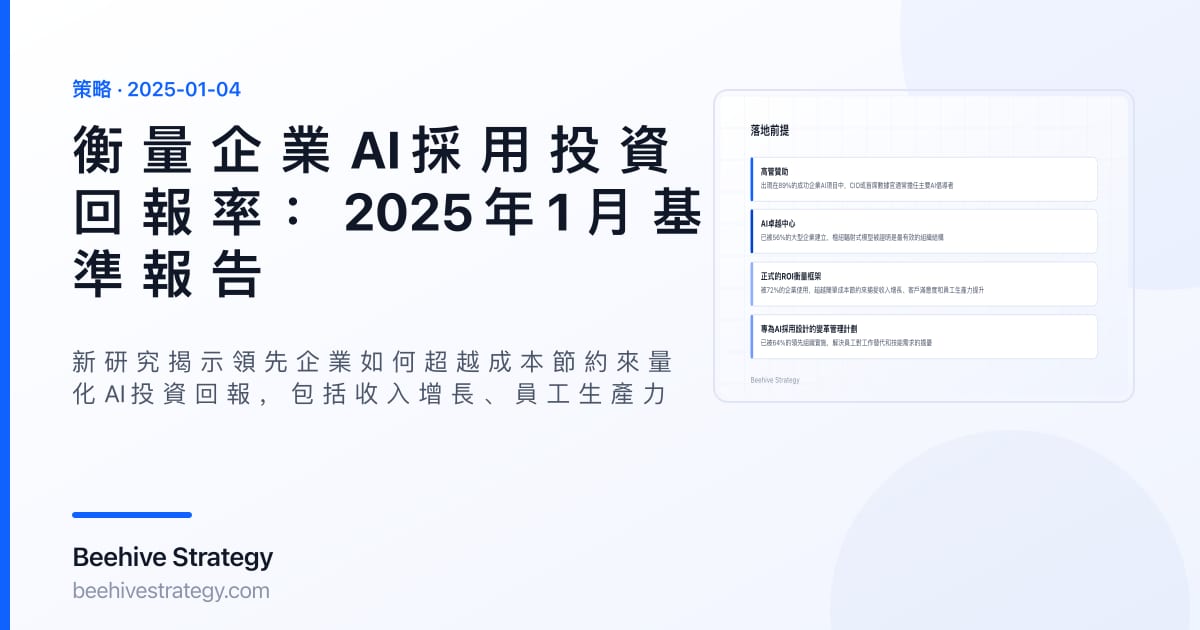 策略 · 2025-01-04
衡量企業AI採用投資
回報率：2025年1月基
準報告
新研究揭示領先企業如何超越成本節約來量
化AI投資回報，包括收入增長、員工生產力
Beehive Strategy
beehivestrategy.com
落地前提
高管贊助
出現在89%的成功企業AI項目中，CIO或首席數據官通常擔任主要AI倡導者
AI卓越中心
已被56%的大型企業建立，樞紐輻射式模型被證明是最有效的組織結構
正式的ROI衡量框架
被72%的企業使用，超越簡單成本節約來捕捉收入增長、客戶滿意度和員工生產力提升
專為AI採用設計的變革管理計劃
已被64%的領先組織實施，解決員工對工作替代和技能需求的擔憂
Beehive Strategy